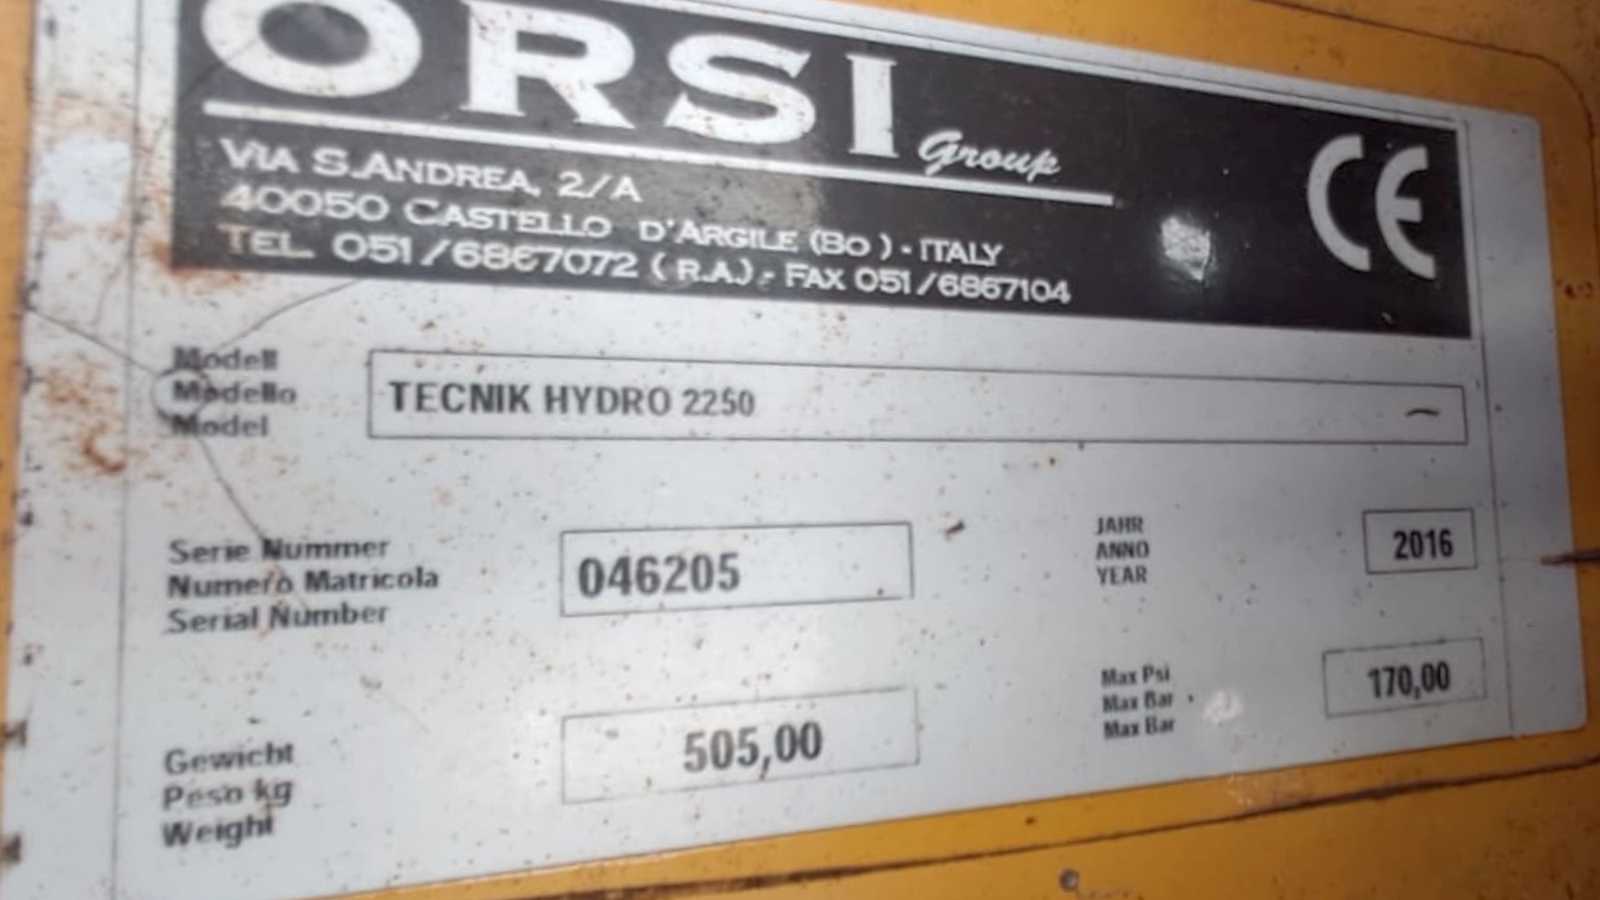 ORSI Group
CE
VIA S.ANDREA, 2/A
40050 CASTELLO D'ARGILE (BO) - ITALY
TEL. 051/6867072 ( R.A.) - FAX 051/6867104
Modell
Modello
Model
TECNIK HYDRO 2250
Serie Nummer
Numero Matricola
Serial Number
046205
JAHR
ANNO
YEAR
2016
Gewicht
Peso kg
Weight
505,00
Max Psi
Max Bar
Max Bar
170,00